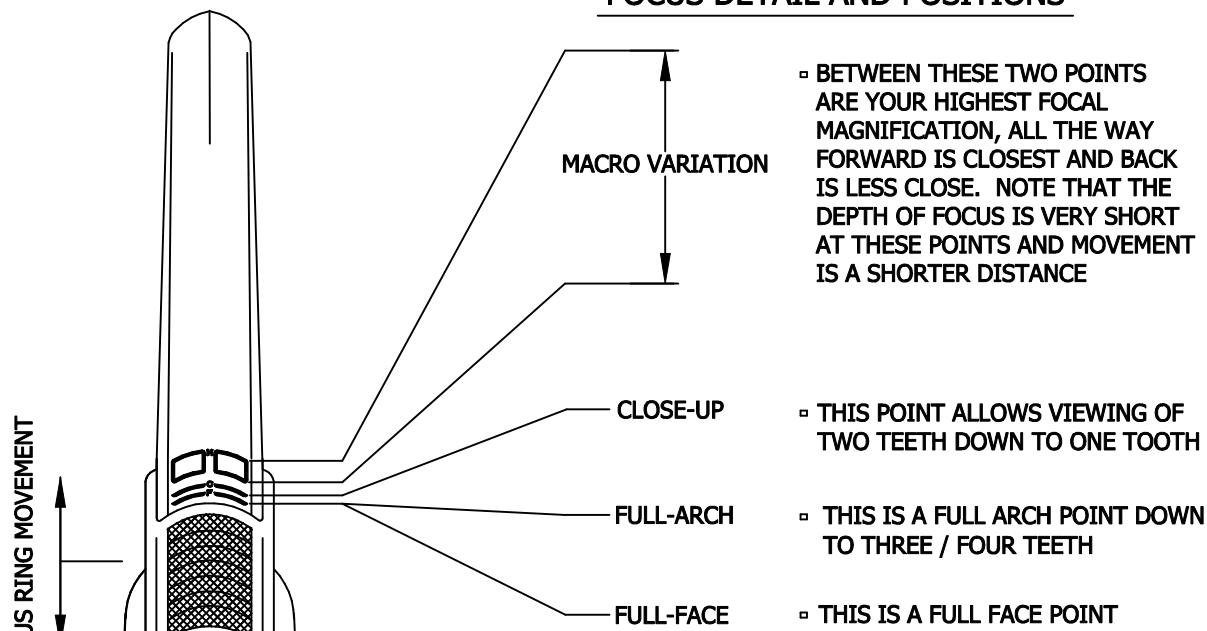 FOCUS DETAIL AND POSITIONS
MACRO VARIATION
▫ BETWEEN THESE TWO POINTS
ARE YOUR HIGHEST FOCAL
MAGNIFICATION, ALL THE WAY
FORWARD IS CLOSEST AND BACK
IS LESS CLOSE. NOTE THAT THE
DEPTH OF FOCUS IS VERY SHORT
AT THESE POINTS AND MOVEMENT
IS A SHORTER DISTANCE
CLOSE-UP
▫ THIS POINT ALLOWS VIEWING OF
TWO TEETH DOWN TO ONE TOOTH
FULL-ARCH
▫ THIS IS A FULL ARCH POINT DOWN
TO THREE / FOUR TEETH
FULL-FACE
▫ THIS IS A FULL FACE POINT
US RING MOVEMENT
M
C
F